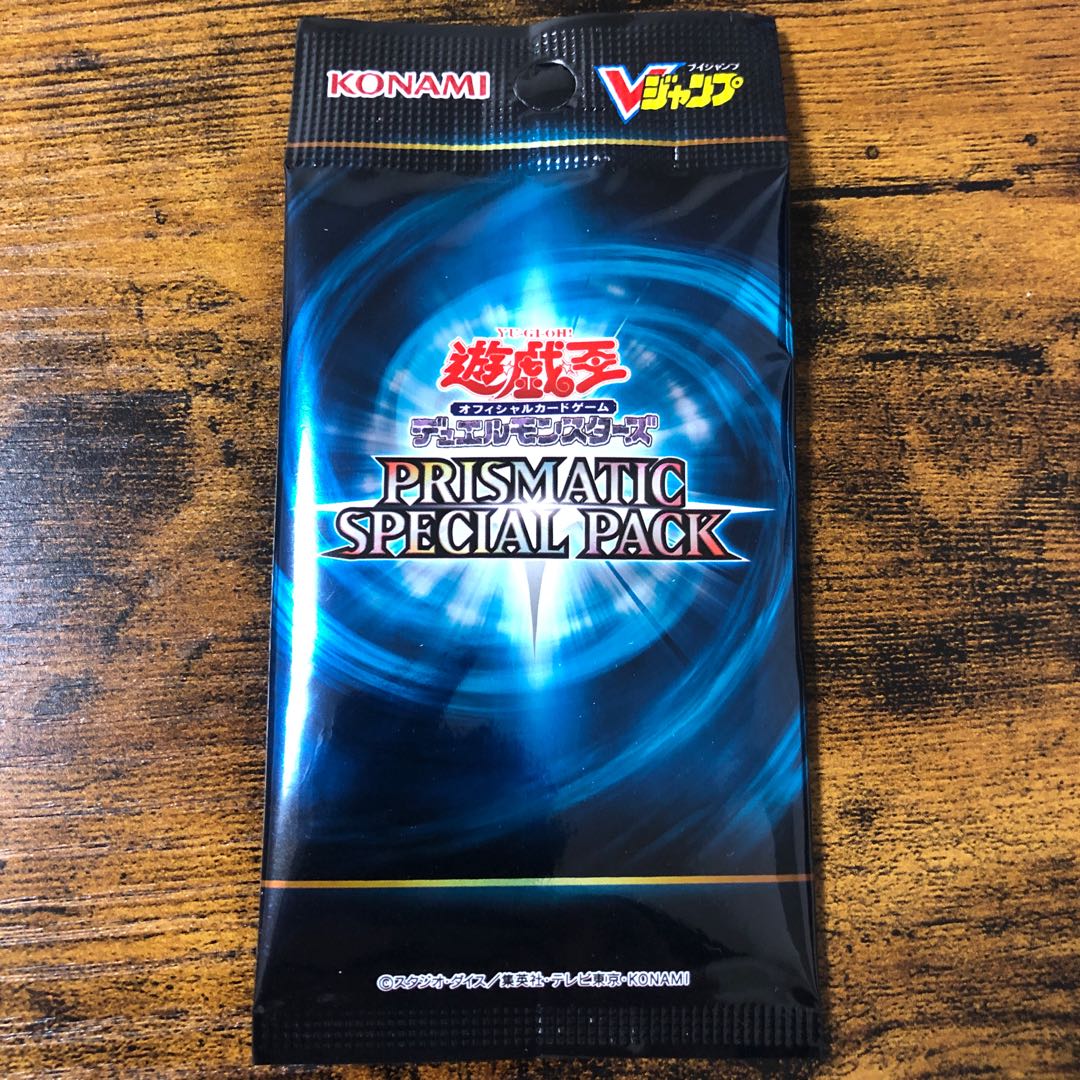 KONAMI
ブイジャンプ
Vジャンプ
YU-GI-OH!
遊戯王
オフィシャルカードゲーム
デュエルモンスターズ
PRISMATIC
SPECIAL PACK
©スタジオ・ダイス/集英社・テレビ東京・KONAMI